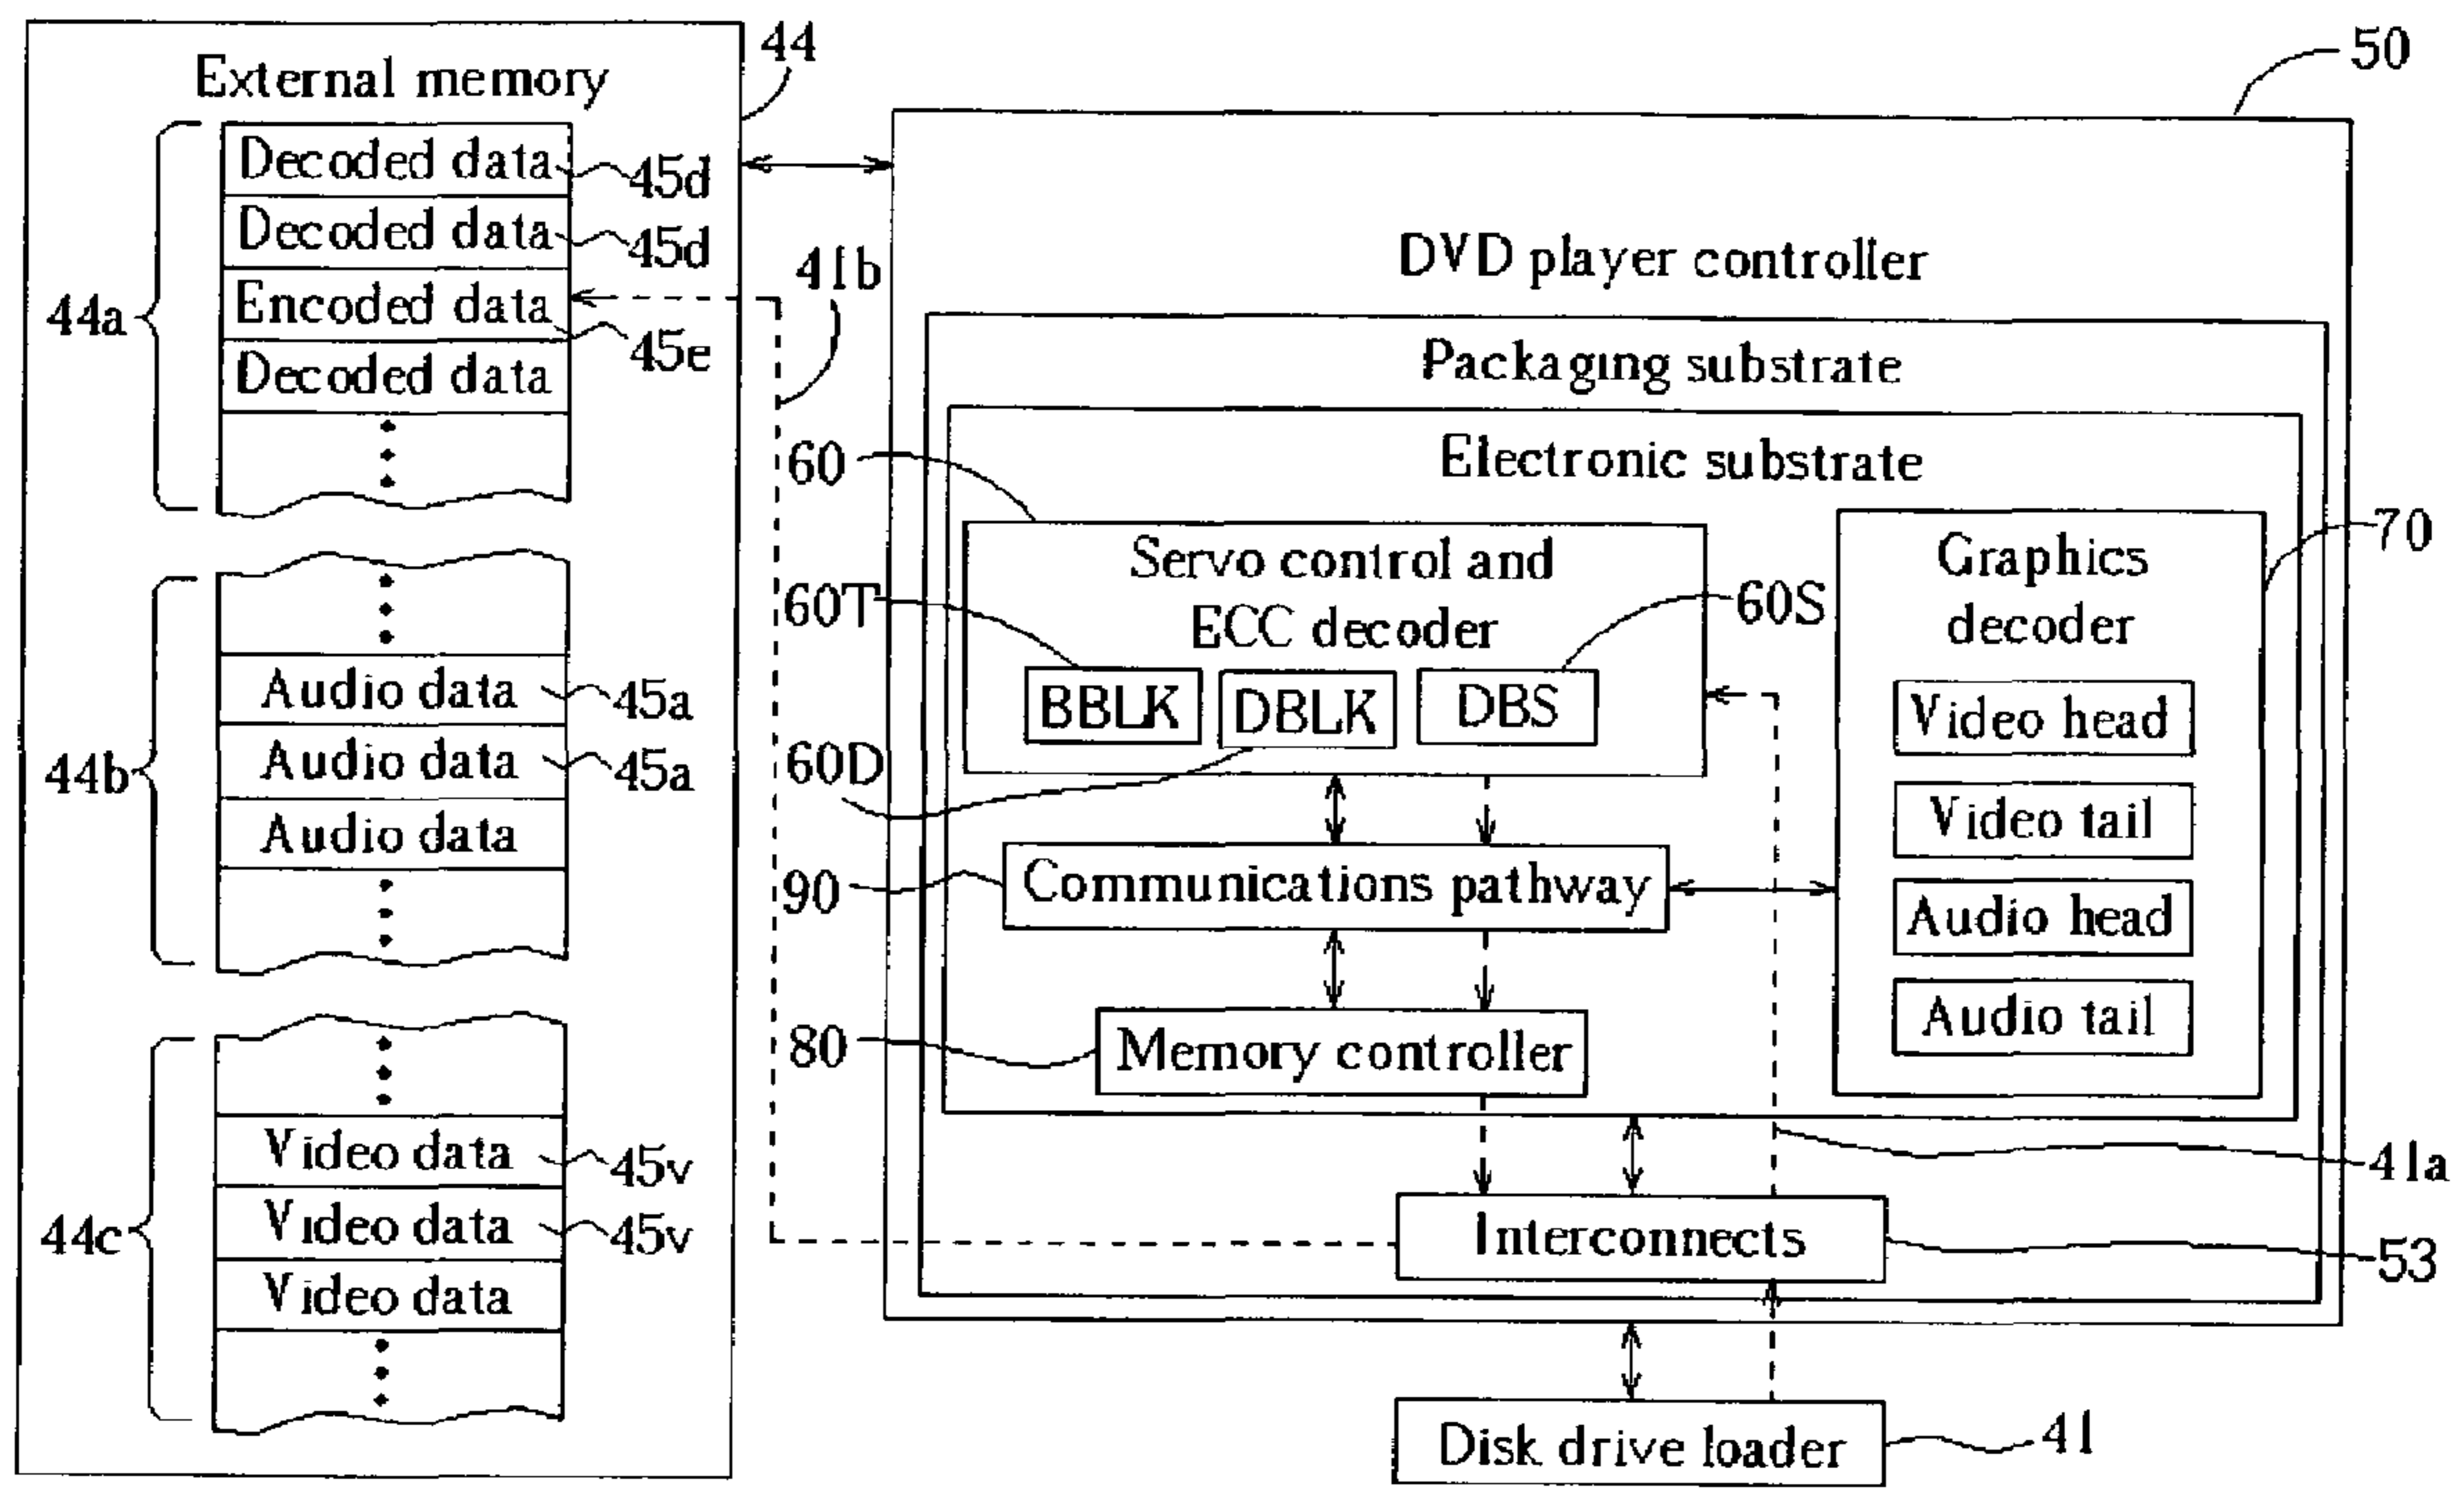 External memory
44
44a
Decoded data
45d
Decoded data
45d
Encoded data
45e
Decoded data
44b
Audio data
45a
Audio data
45a
Audio data
44c
Video data
45v
Video data
45v
Video data
41b
50
DVD player controller
Packaging substrate
Electronic substrate
60
Servo control and
ECC decoder
60T
60S
BBLK
DBLK
DBS
60D
70
Graphics
decoder
Video head
Video tail
Audio head
Audio tail
90
Communications pathway
80
Memory controller
41a
Interconnects
53
Disk drive loader
41